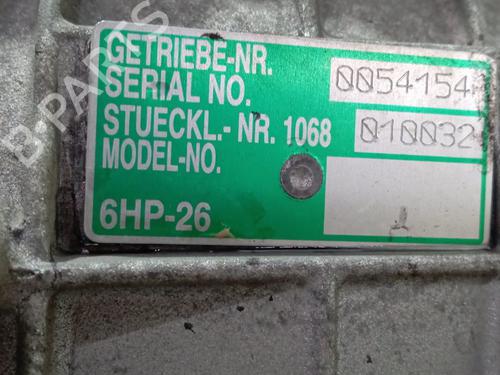 GETRIEBE-NR.
SERIAL NO. 0054154
STUECKL.- NR. 1068 010032
MODEL-NO.
6HP-26
B-PARTS